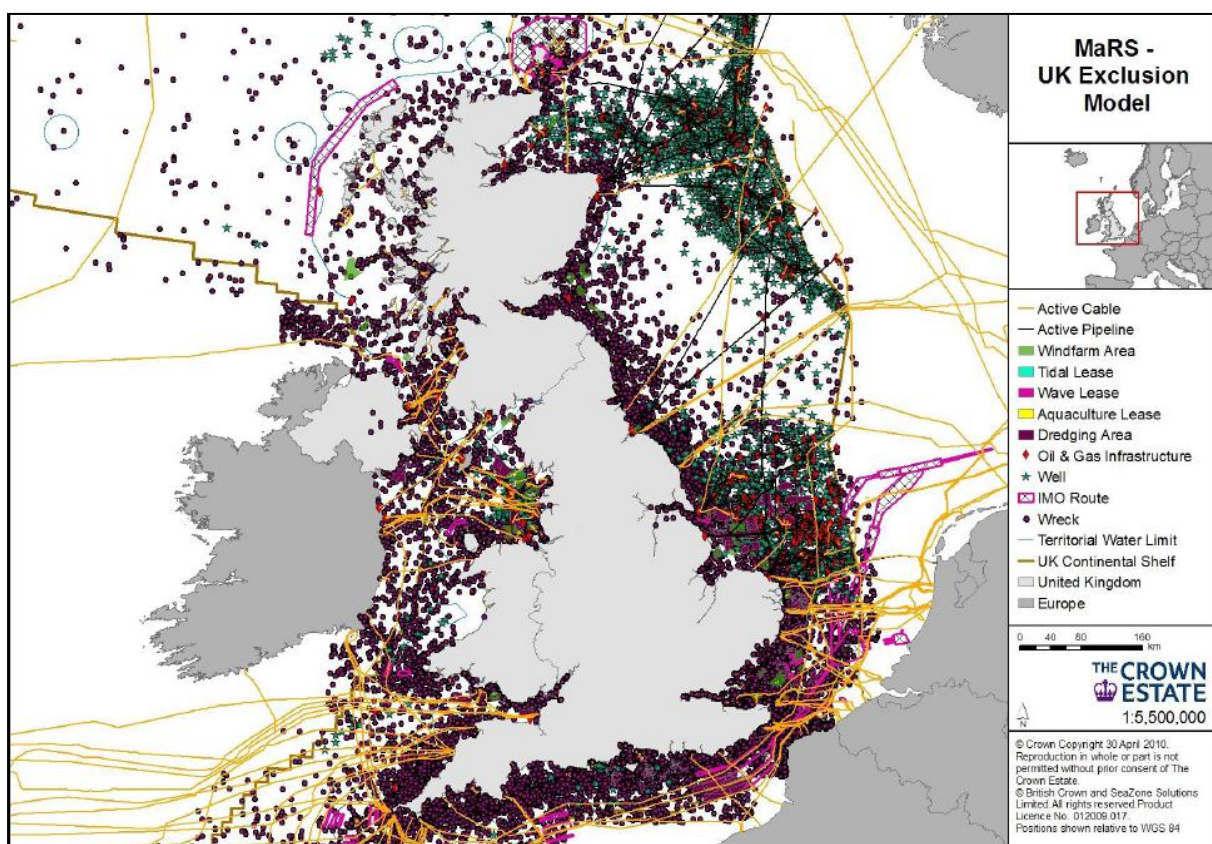 MaRS -
UK Exclusion
Model
Active Cable
Active Pipeline
Windfarm Area
Tidal Lease
Wave Lease
Aquaculture Lease
Dredging Area
Oil & Gas Infrastructure
Well
IMO Route
Wreck
Territorial Water Limit
UK Continental Shelf
United Kingdom
Europe
0 40 80 160
km
THE CROWN
ESTATE
N
1:5,500,000
© Crown Copyright 30 April 2010.
Reproduction in whole or part is not
permitted without prior consent of The
Crown Estate.
© British Crown and SeaZone Solutions
Limited. All rights reserved. Product
Licence No. 012009.017.
Positions shown relative to WGS 84